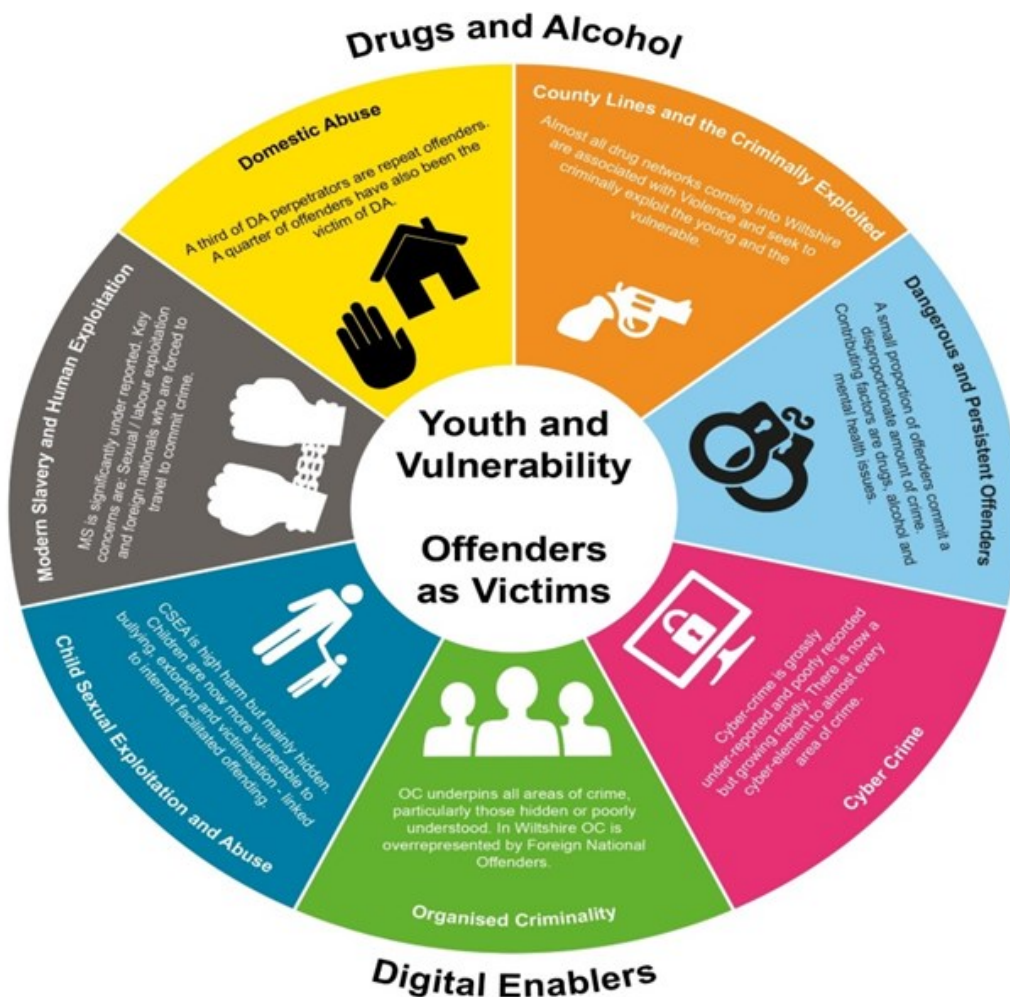 Drugs and Alcohol
Domestic Abuse
A third of DA perpetrators are repeat offenders.
A quarter of offenders have also been the
victim of DA.
County Lines and the Criminally Exploited
Almost all drug networks coming into Wiltshire
are associated with Violence and seek to
criminally exploit the young and the
vulnerable.
Dangerous and Persistent Offenders
A small proportion of offenders commit a
disproportionate amount of crime.
Contributing factors are drugs, alcohol and
mental health issues.
Cyber-crime is grossly
under-reported and poorly recorded
but growing rapidly. There is now a
cyber-element to almost every
area of crime.
Cyber Crime
OC underpins all areas of crime,
particularly those hidden or poorly
understood. In Wiltshire OC is
overrepresented by Foreign National
Offenders.
Organised Criminality
CSEA is high harm but mainly hidden.
Children are now more vulnerable to
bullying, extortion and victimisation - linked
to internet facilitated offending.
Child Sexual Exploitation and Abuse
Modern Slavery and Human Exploitation
MS is significantly under reported. Key
concerns are: Sexual / labour exploitation
and foreign nationals who are forced to
travel to commit crime.
Youth and
Vulnerability
Offenders
as Victims
Digital Enablers